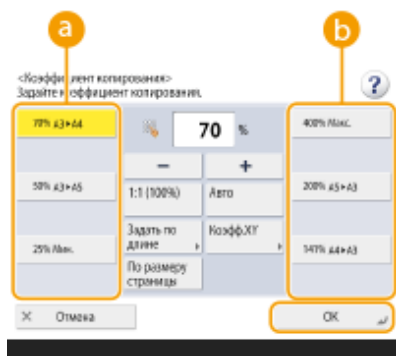 a
b
<Коэффициент копирования>
Задайте коэффициент копирования.
?
70% A3▸A4
70 %
400% Макс.
−
+
50% A3▸A5
1:1 (100%)
Авто
200% A5▸A3
Задать по
длине
Коэфф.XY
25% Мин.
141% A4▸A3
По размеру
страницы
× Отмена
OK